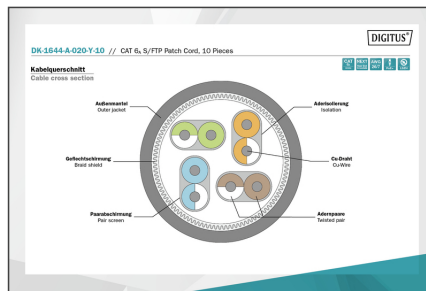 DIGITUS®
DK-1644-A-020-Y-10 // CAT 6A S/FTP Patch Cord, 10 Pieces
Kabelquerschnitt
Cable cross section
Außenmantel
Outer jacket
Aderisolierung
Isolation
Geflechtschirmung
Braid shield
Cu-Draht
Cu-Wire
Paarabschirmung
Pair screen
Adernpaare
Twisted pair